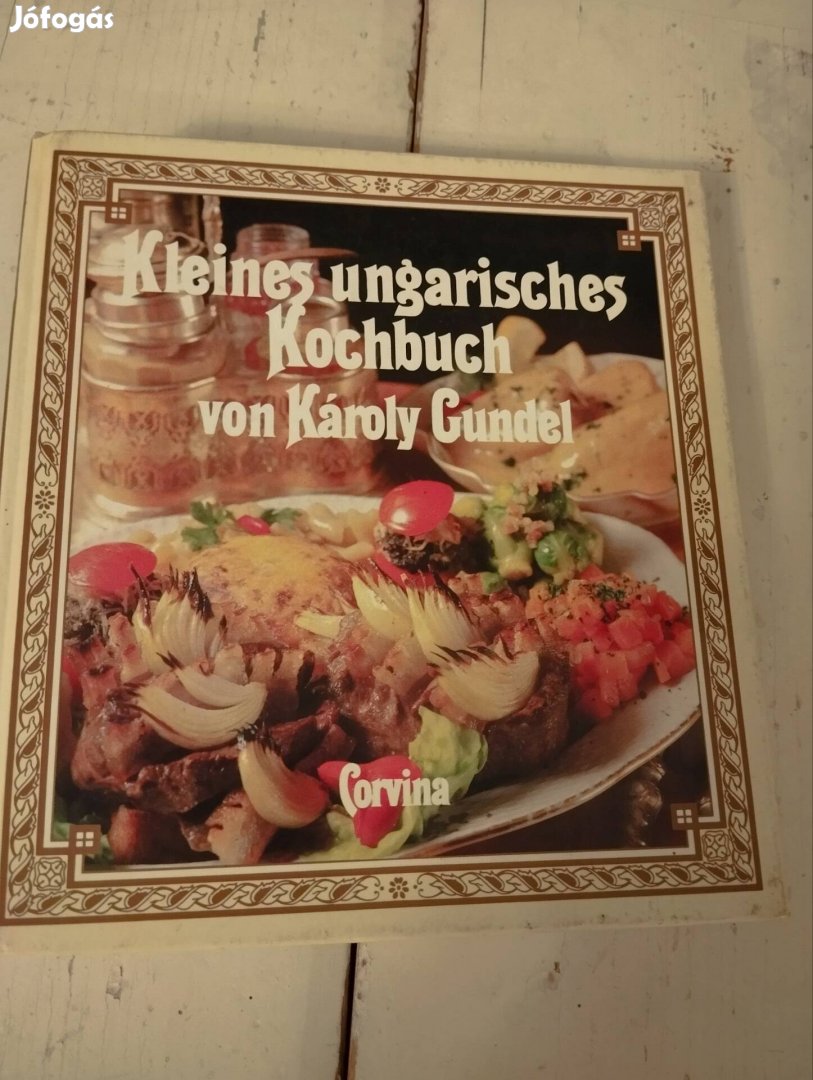 Jófogás
Kleines ungarisches
Kochbuch
von Károly Gundel
Corvina